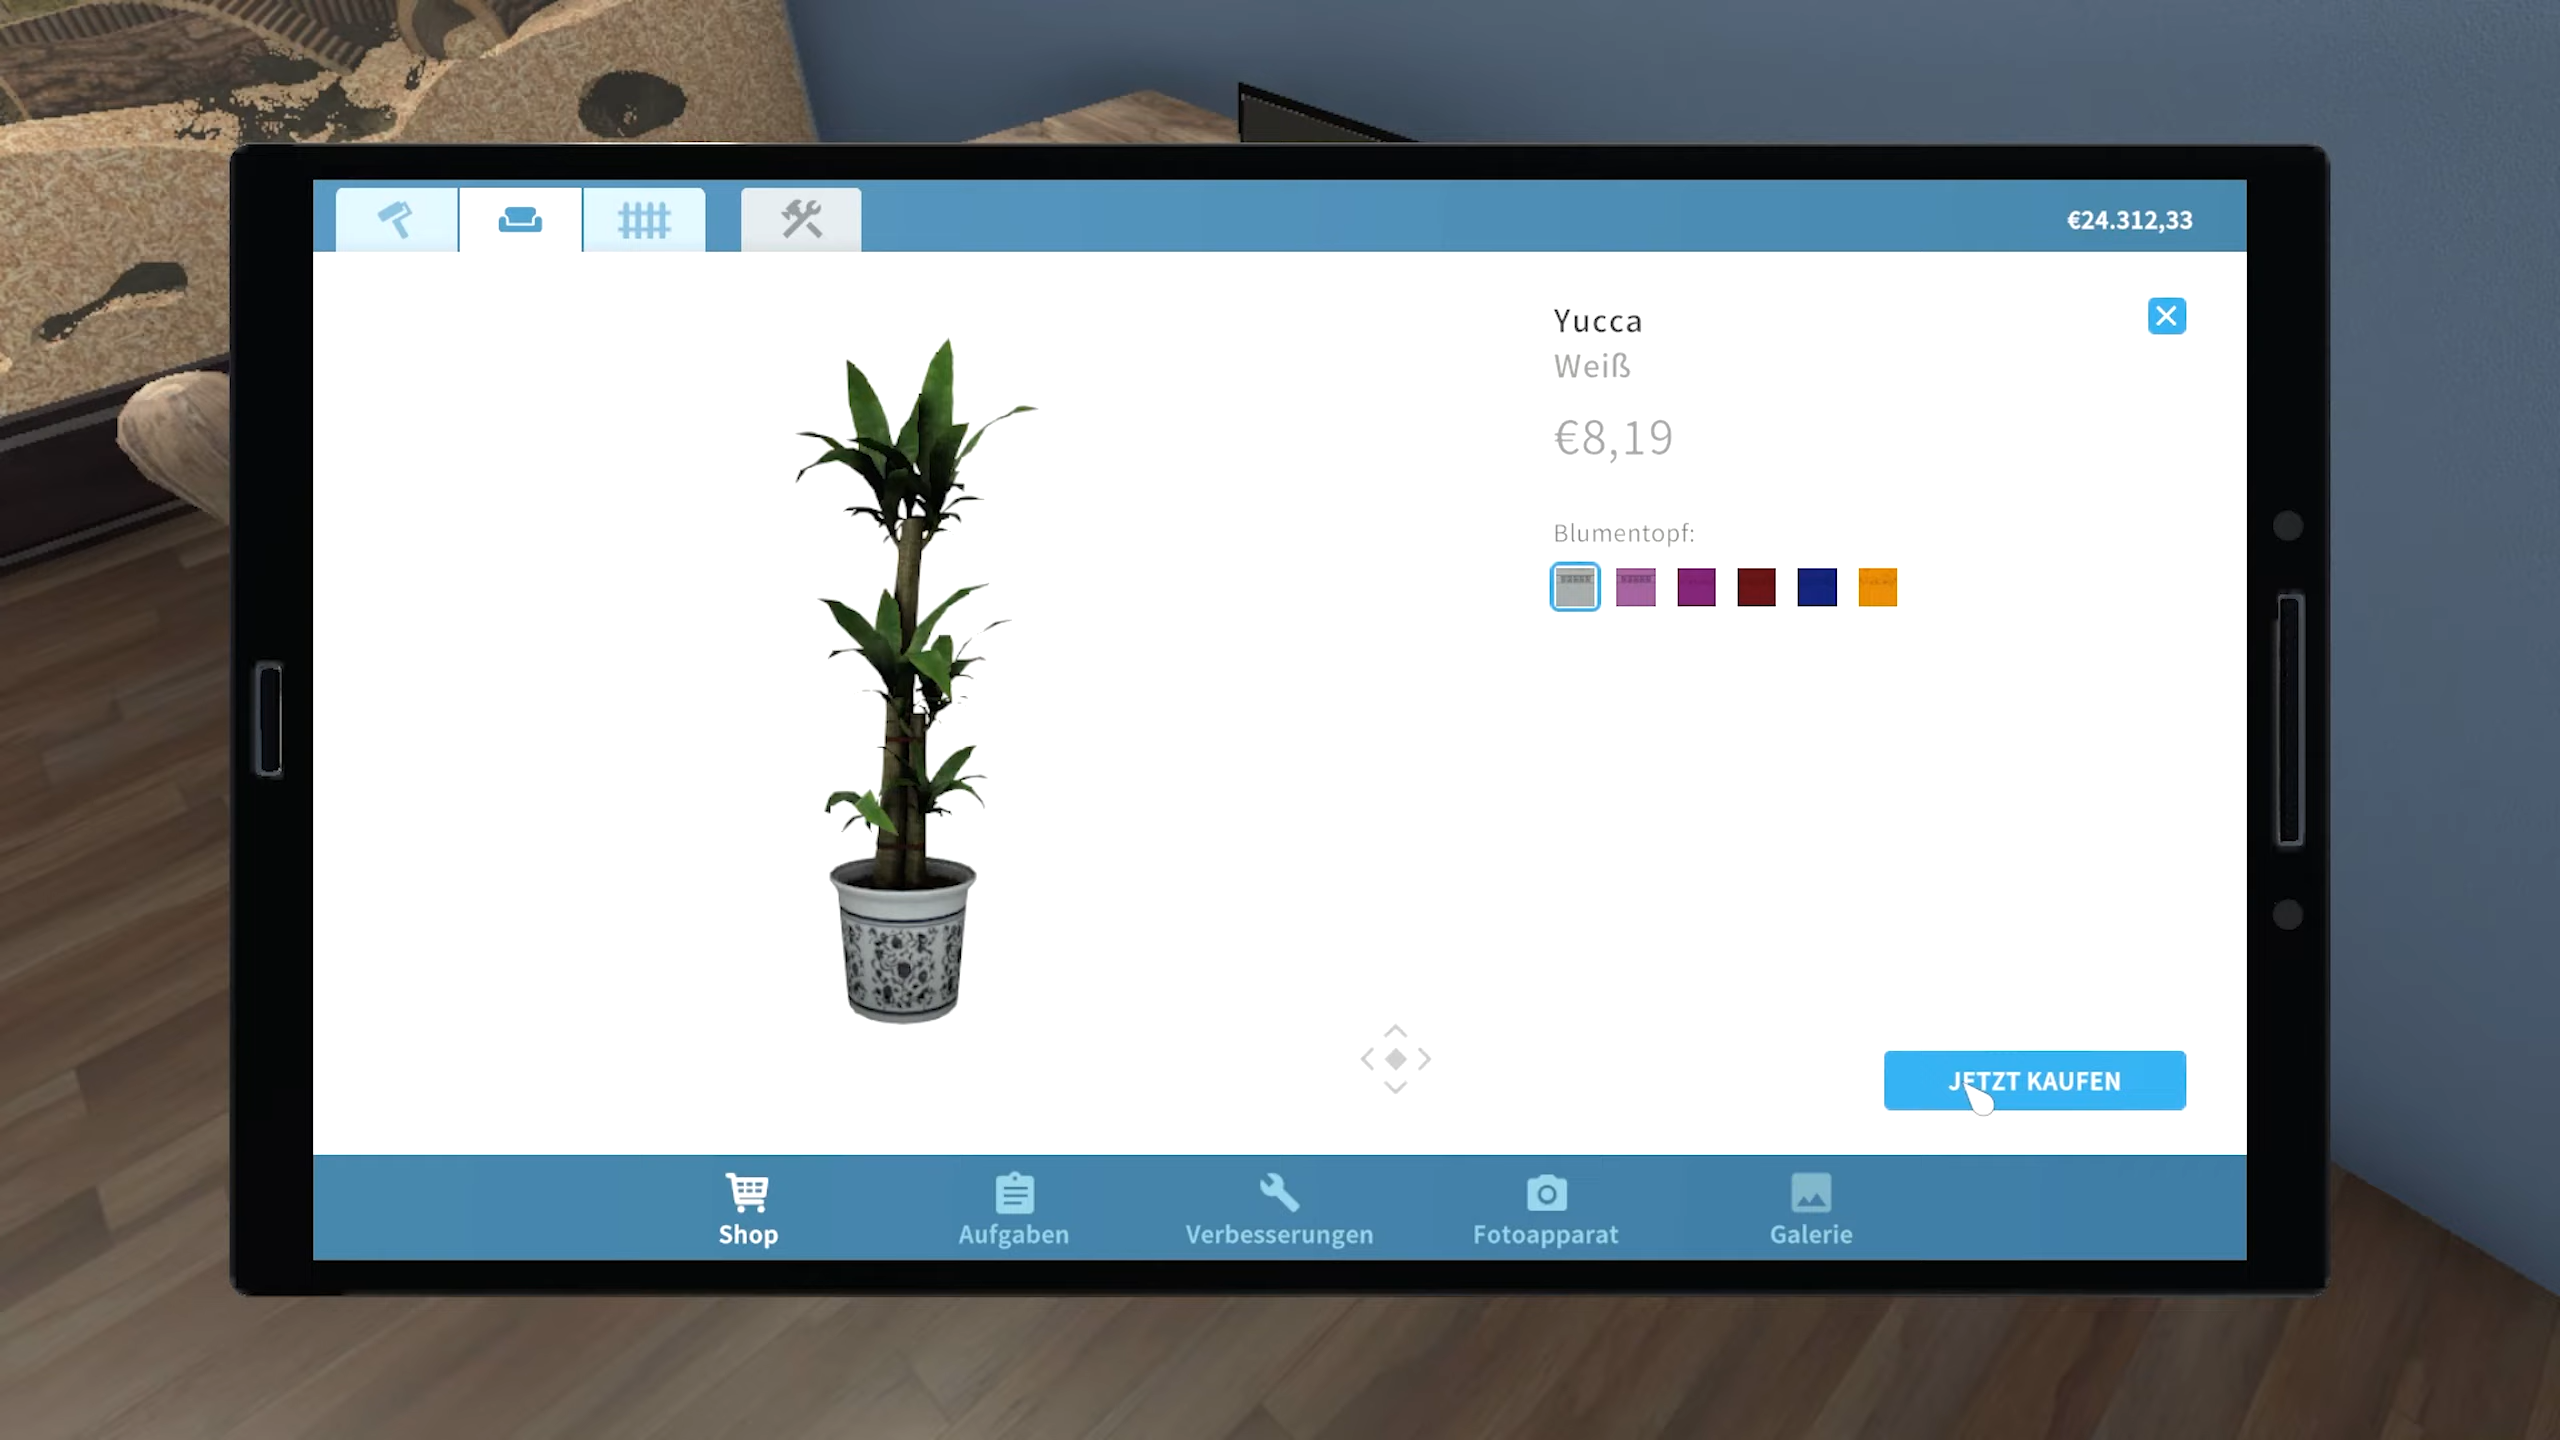 €24.312,33
Yucca
Weiß
€8,19
Blumentopf:
JETZT KAUFEN
Shop
Aufgaben
Verbesserungen
Fotoapparat
Galerie